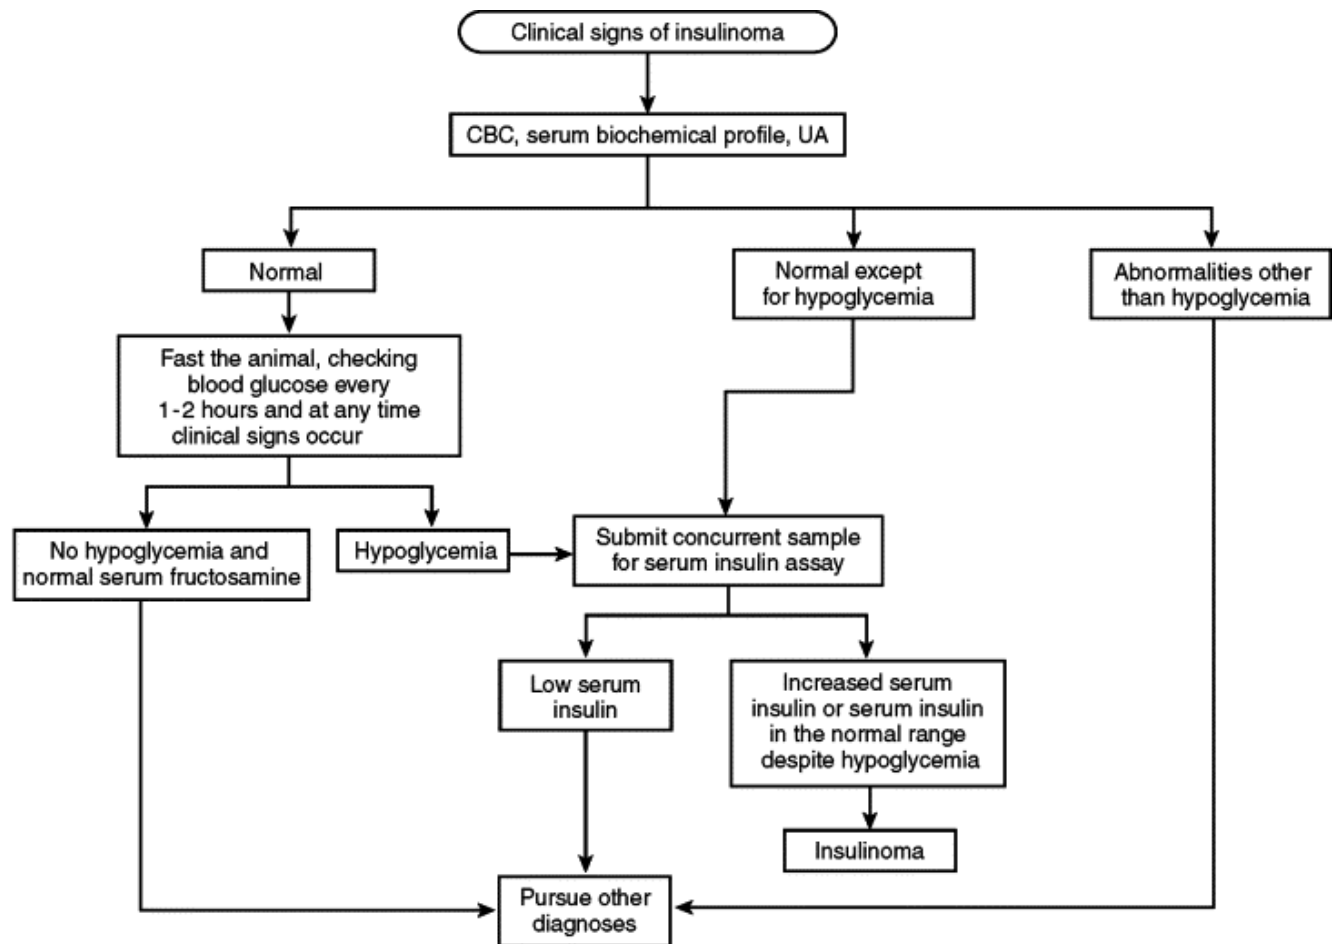 Clinical signs of insulinoma
CBC, serum biochemical profile, UA
Normal
Normal except
for hypoglycemia
Abnormalities other
than hypoglycemia
Fast the animal, checking
blood glucose every
1-2 hours and at any time
clinical signs occur
No hypoglycemia and
normal serum fructosamine
Hypoglycemia
Submit concurrent sample
for serum insulin assay
Low serum
insulin
Increased serum
insulin or serum insulin
in the normal range
despite hypoglycemia
Insulinoma
Pursue other
diagnoses